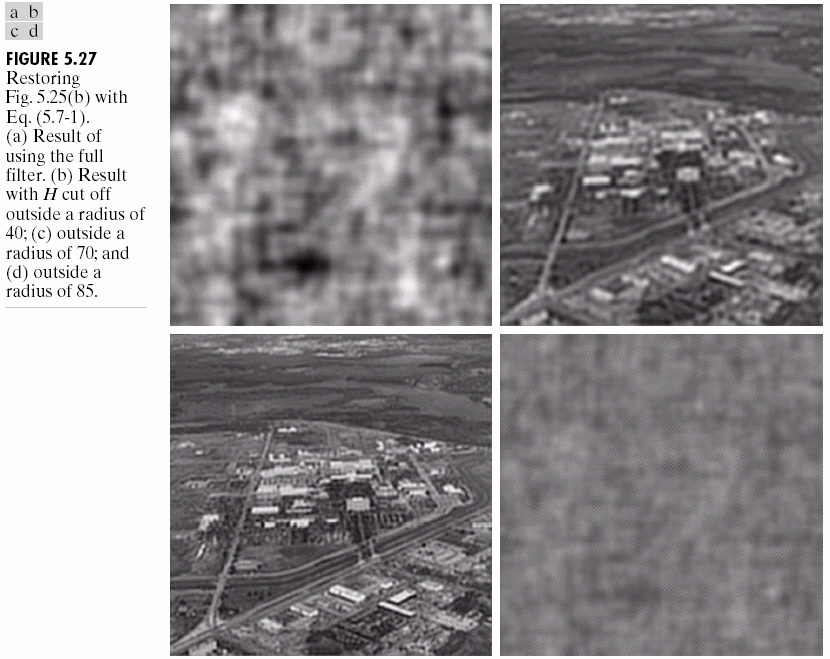 a b
c d
FIGURE 5.27
Restoring
Fig. 5.25(b) with
Eq. (5.7-1).
(a) Result of
using the full
filter. (b) Result
with H cut off
outside a radius of
40; (c) outside a
radius of 70; and
(d) outside a
radius of 85.